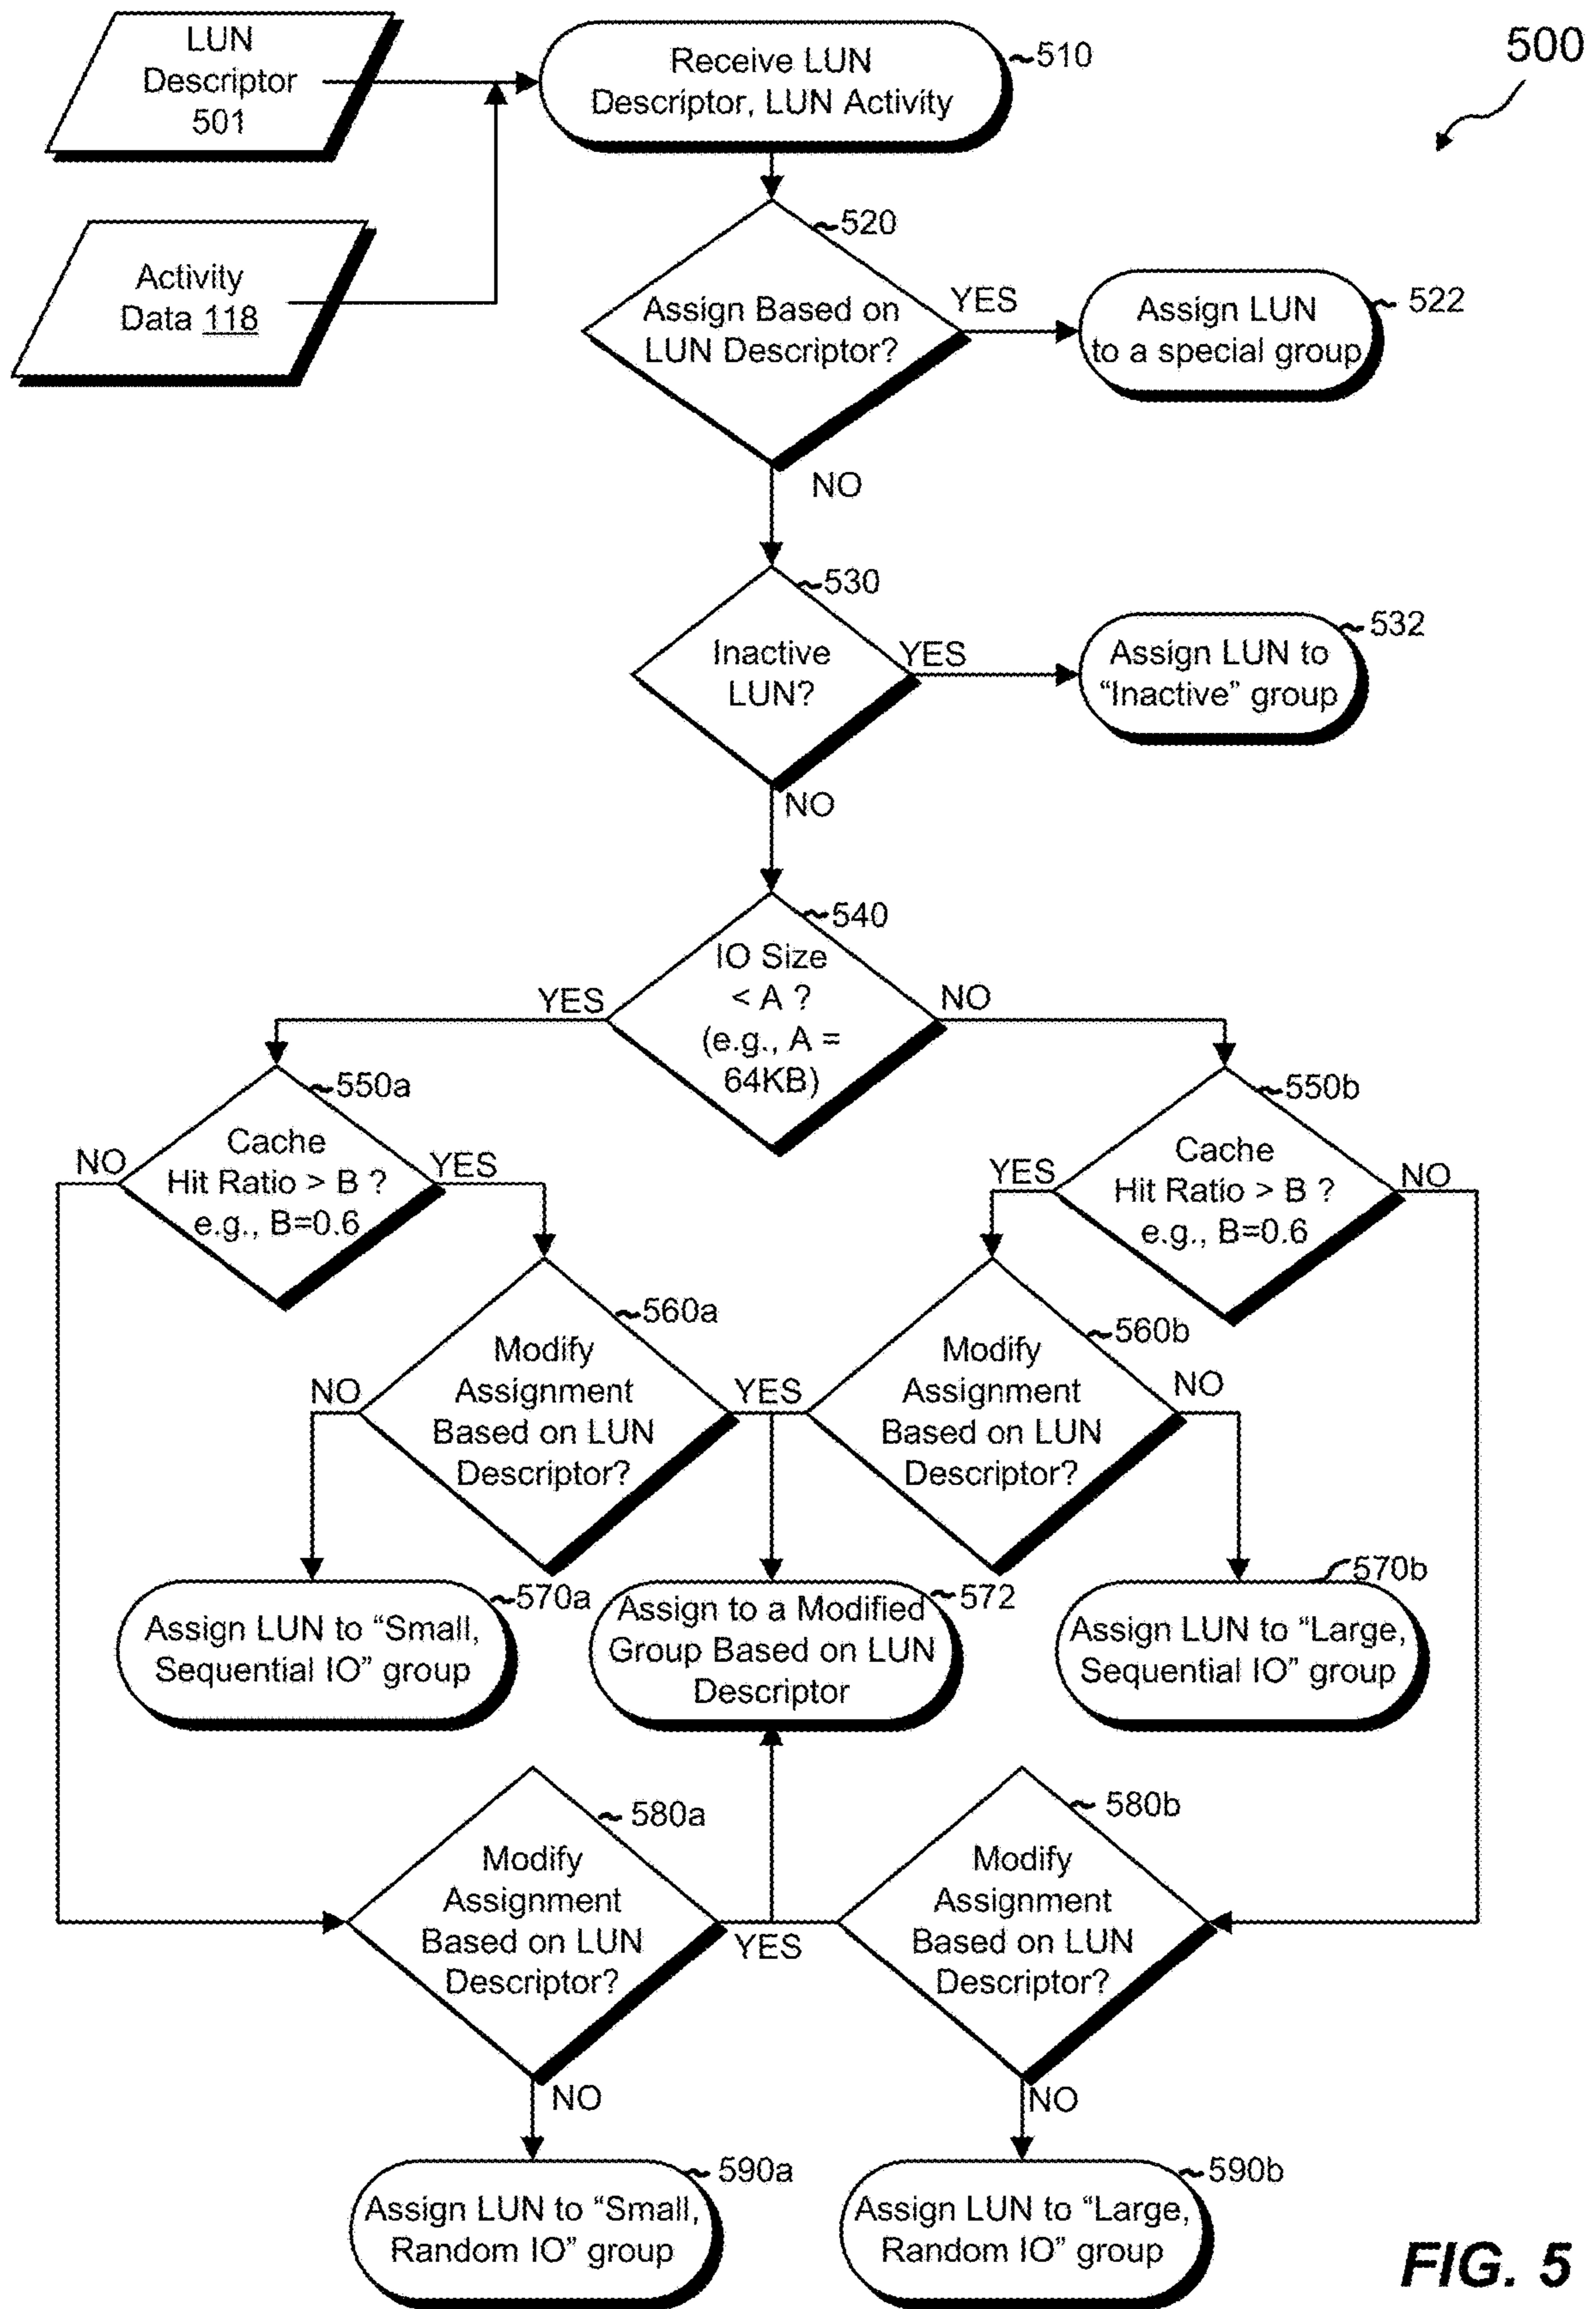 LUN
Descriptor
501
Receive LUN
Descriptor, LUN Activity
510
500
Activity
Data 118
520
Assign Based on
LUN Descriptor?
YES
Assign LUN
to a special group
522
NO
530
Inactive
LUN?
YES
Assign LUN to
“Inactive” group
532
NO
540
IO Size
< A ?
(e.g., A =
64KB)
YES
NO
550a
Cache
Hit Ratio > B ?
e.g., B=0.6
NO
YES
550b
Cache
Hit Ratio > B ?
e.g., B=0.6
YES
NO
560a
Modify
Assignment
Based on LUN
Descriptor?
NO
YES
560b
Modify
Assignment
Based on LUN
Descriptor?
NO
570a
Assign LUN to “Small,
Sequential IO” group
572
Assign to a Modified
Group Based on LUN
Descriptor
570b
Assign LUN to “Large,
Sequential IO” group
580a
Modify
Assignment
Based on LUN
Descriptor?
YES
580b
Modify
Assignment
Based on LUN
Descriptor?
NO
NO
590a
Assign LUN to “Small,
Random IO” group
590b
Assign LUN to “Large,
Random IO” group
FIG. 5